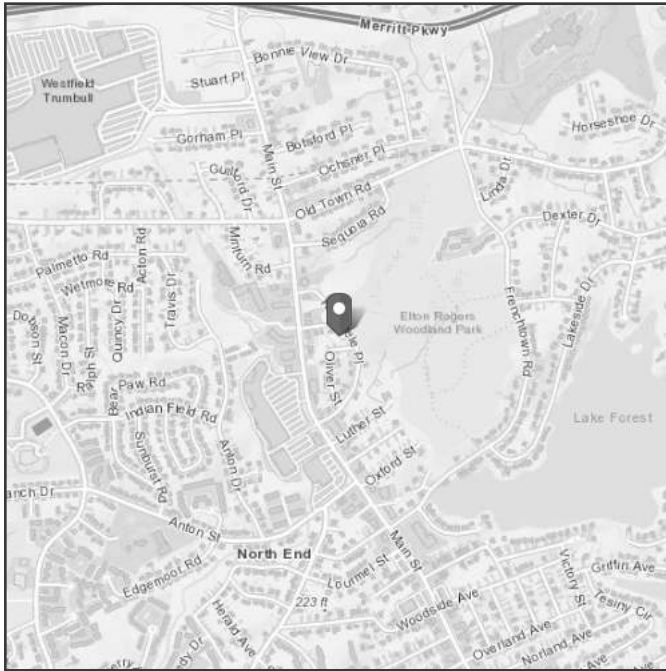 Merritt Pkwy
Bonnie View Dr
Westfield
Trumbull
Stuart Pl
Gorham Pl
Botsford Pl
Horseshoe Dr
Main St
Ochsner Pl
Guilford Dr
Linda Dr
Old Town Rd
Sequoia Rd
Dexter Dr
Minturn Rd
Acton Rd
Palmetto Rd
Wetmore Rd
Travis Dr
Quincy Dr
Macon Dr
Dobson St
Ralph St
Lakeside Dr
Frenchtown Rd
Elton Rogers
Woodland Park
Pl
Oliver St
Bear Paw Rd
Indian Field Rd
Lake Forest
Luther St
Sunburst Rd
Anton Dr
Oxford St
anch Dr
Anton St
Main St
North End
Edgemoor Rd
Lourmel St
Victory St
Griffin Ave
223 ft
Woodside Ave
Tesiny Cir
Herald Ave
Overland Ave
Norland Ave